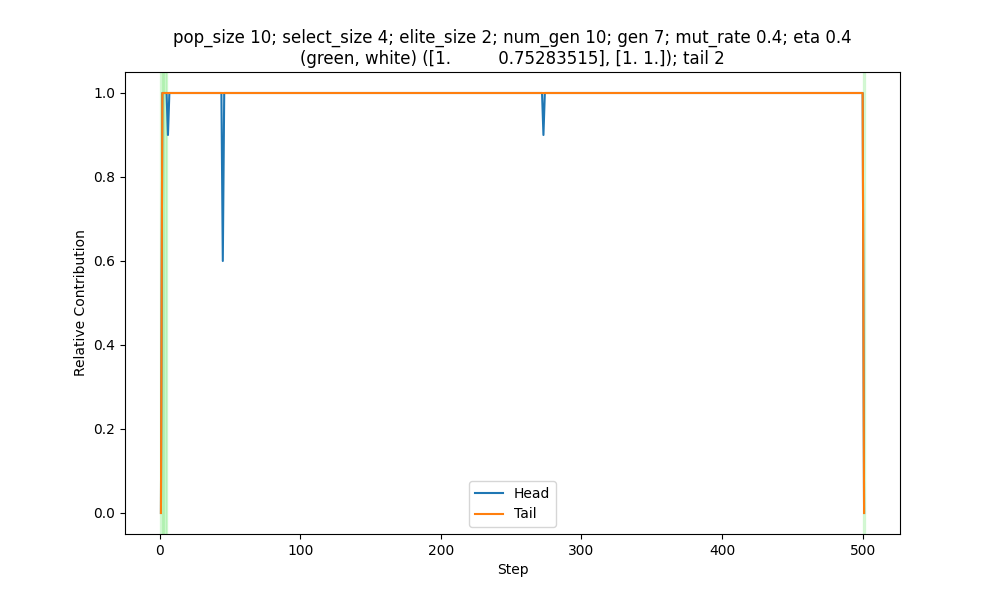 pop_size 10; select_size 4; elite_size 2; num_gen 10; gen 7; mut_rate 0.4; eta 0.4
(green, white) ([1.         0.75283515], [1. 1.]); tail 2
Relative Contribution
1.0
0.8
0.6
0.4
0.2
0.0
Head
Tail
0 100 200 300 400 500
Step